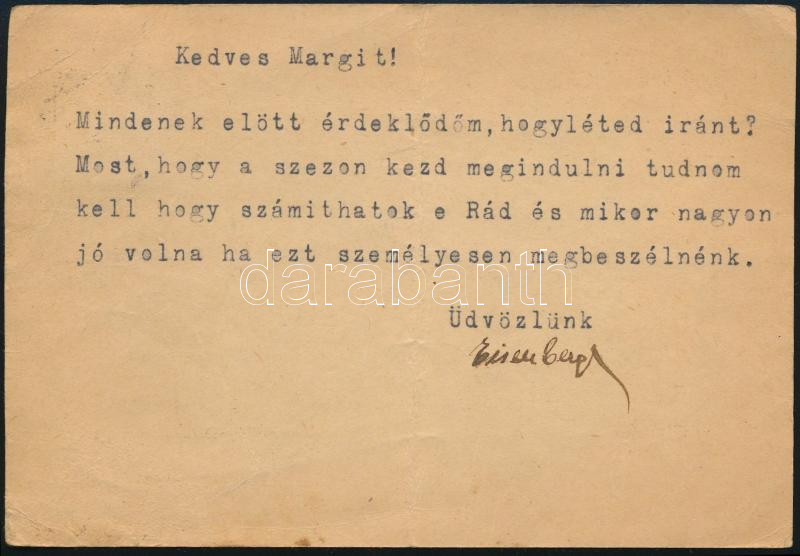 Kedves Margit!
Mindenek elött érdeklődőm,hogyléted iránt?
Most,hogy a szezon kezd megindulni tudnom
kell hogy számithatok e Rád és mikor nagyon
jó volna ha ezt személyesen megbeszélnénk.
darabanth
Üdvözlünk
Eisenberg